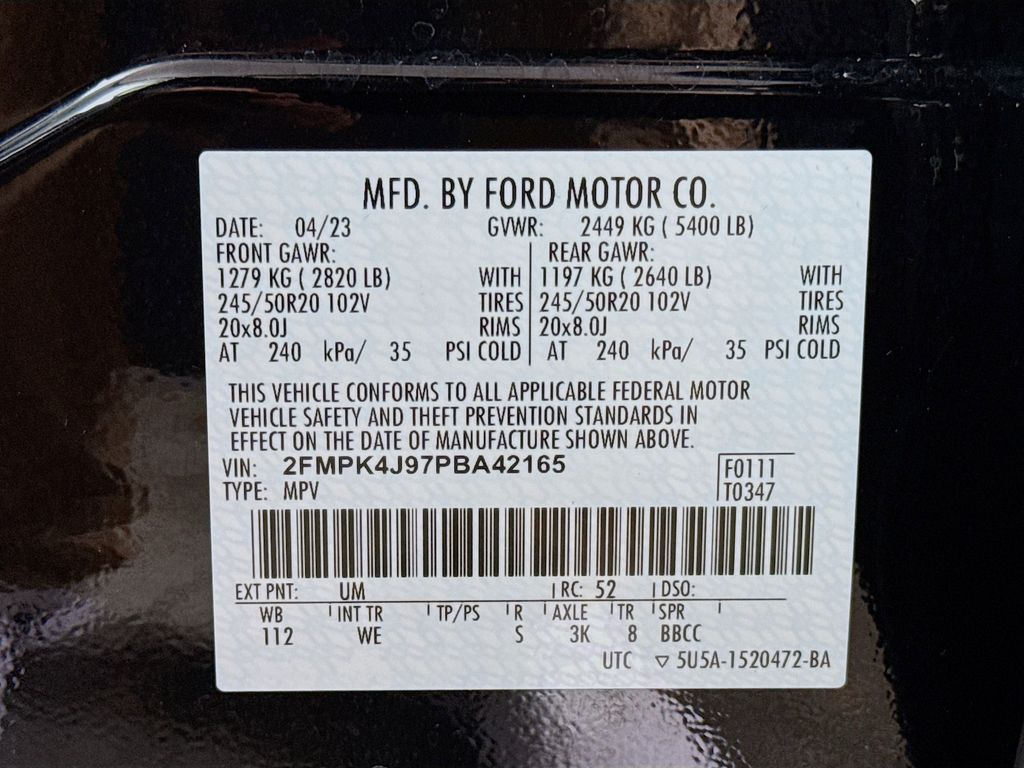 MFD. BY FORD MOTOR CO.
DATE: 04/23 GVWR: 2449 KG ( 5400 LB)
FRONT GAWR: REAR GAWR:
1279 KG ( 2820 LB) WITH 1197 KG ( 2640 LB) WITH
245/50R20 102V TIRES 245/50R20 102V TIRES
20x8.0J RIMS 20x8.0J RIMS
AT 240 kPa/ 35 PSI COLD AT 240 kPa/ 35 PSI COLD
THIS VEHICLE CONFORMS TO ALL APPLICABLE FEDERAL MOTOR
VEHICLE SAFETY AND THEFT PREVENTION STANDARDS IN
EFFECT ON THE DATE OF MANUFACTURE SHOWN ABOVE.
VIN: 2FMPK4J97PBA42165 F0111
TYPE: MPV T0347
EXT PNT: UM RC: 52 DSO:
WB INT TR TP/PS R AXLE TR SPR
112 WE S 3K 8 BBCC
UTC ▽ 5U5A-1520472-BA